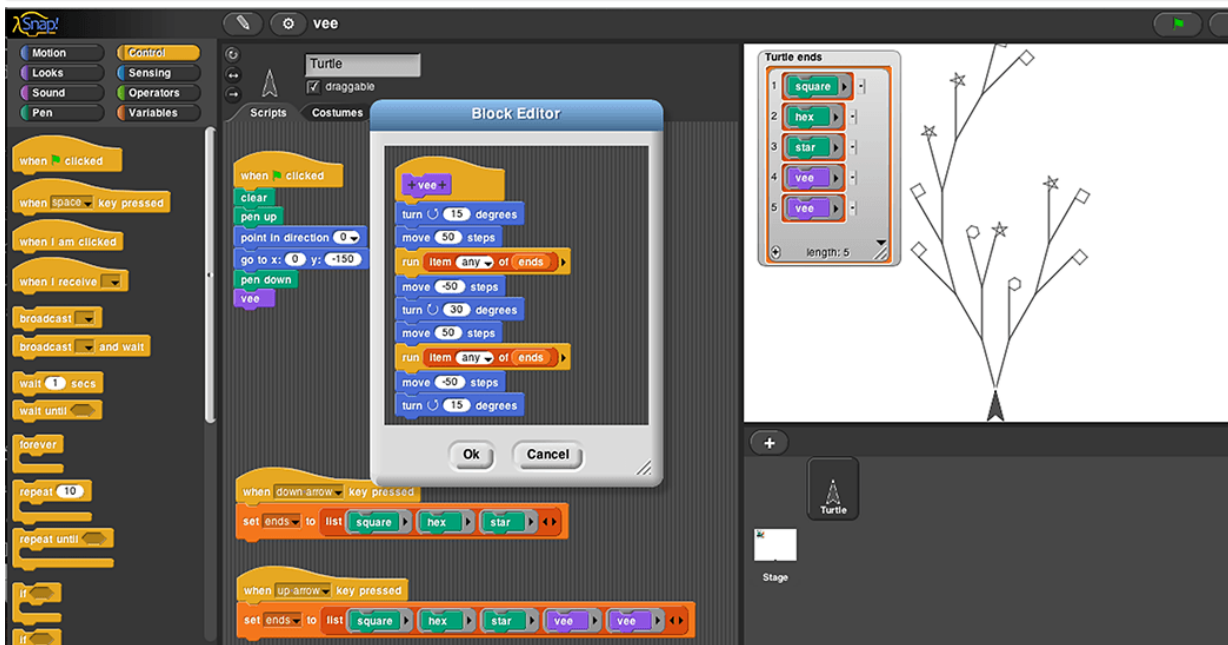 λSnap!
vee
Motion Control
Looks Sensing
Sound Operators
Pen Variables
when clicked
when space key pressed
when I am clicked
when I receive
broadcast
broadcast and wait
wait 1 secs
wait until
forever
repeat 10
repeat until
if
if
Turtle
draggable
Scripts Costumes
when clicked
clear
pen up
point in direction 0
go to x: 0 y: -150
pen down
vee
when down arrow key pressed
set ends to list square hex star
when up arrow key pressed
set ends to list square hex star vee vee
Block Editor
+vee+
turn 15 degrees
move 50 steps
run item any of ends
move -50 steps
turn 30 degrees
move 50 steps
run item any of ends
move -50 steps
turn 15 degrees
Ok Cancel
Turtle ends
1 square
2 hex
3 star
4 vee
5 vee
+ length: 5
+
Turtle
Stage